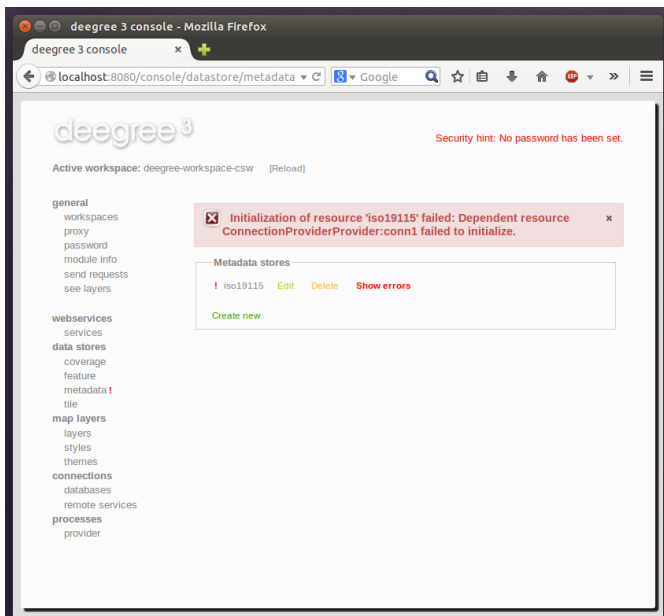 deegree 3 console - Mozilla Firefox
deegree 3 console
localhost:8080/console/datastore/metadata
Google
ABP
deegree 3
Security hint: No password has been set.
Active workspace: deegree-workspace-csw [Reload]
general
workspaces
proxy
password
module info
send requests
see layers
webservices
services
data stores
coverage
feature
metadata !
tile
map layers
layers
styles
themes
connections
databases
remote services
processes
provider
Initialization of resource 'iso19115' failed: Dependent resource
ConnectionProviderProvider:conn1 failed to initialize.
Metadata stores
! iso19115 Edit Delete Show errors
Create new